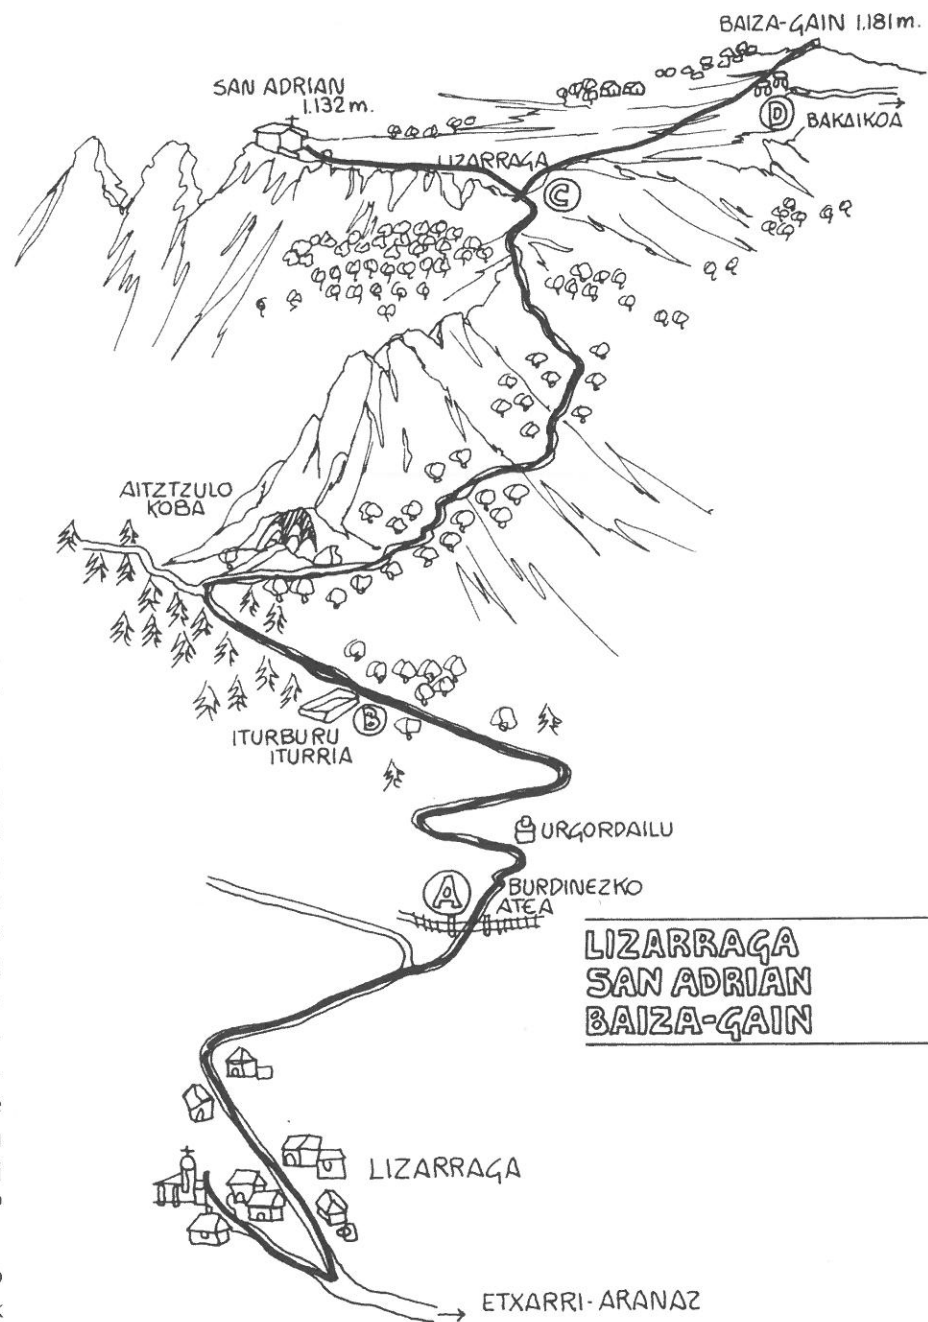 BAIZA-GAIN 1.181m.
SAN ADRIAN
1.132m.
D
BAKAIKOA
LIZARRAGA
C
AITZTZULO
KOBA
B
ITURBURU
ITURRIA
URGORDAILU
A
BURDINEZKO
ATEA
LIZARRAGA
SAN ADRIAN
BAIZA-GAIN
LIZARRAGA
ETXARRI-ARANAZ